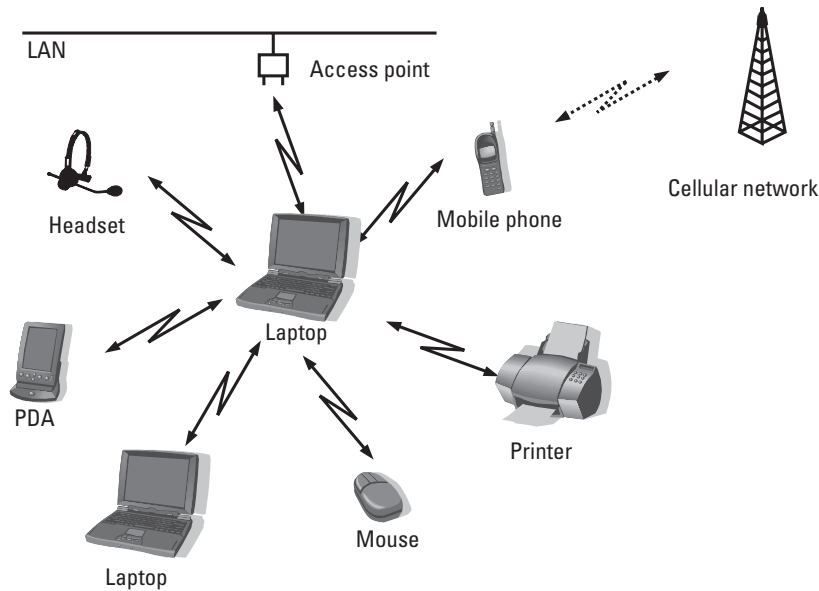 LAN
Access point
Headset
Mobile phone
Cellular network
Laptop
PDA
Printer
Mouse
Laptop